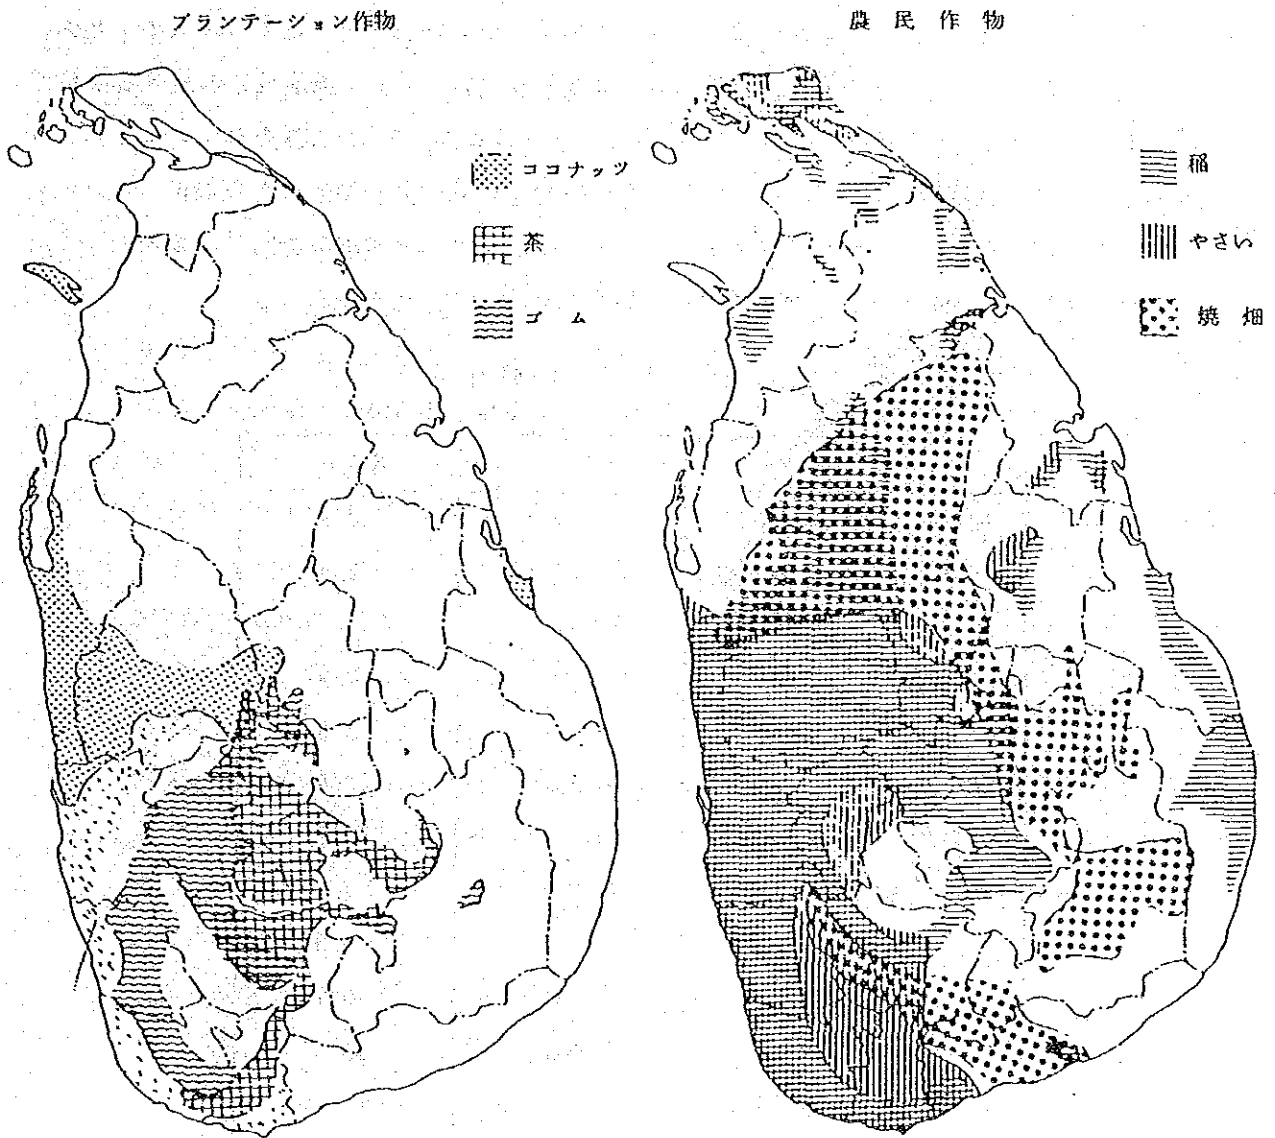 プランテーション作物
農民作物
ココナッツ
茶
ゴム
稲
やさい
焼畑